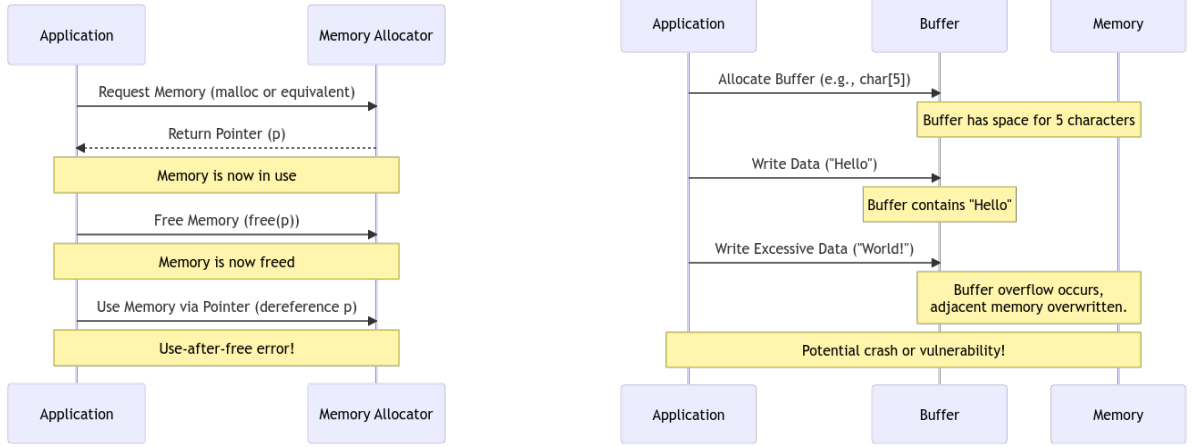 Application
Memory Allocator
Request Memory (malloc or equivalent)
Return Pointer (p)
Memory is now in use
Free Memory (free(p))
Memory is now freed
Use Memory via Pointer (dereference p)
Use-after-free error!
Application
Memory Allocator
Application
Buffer
Memory
Allocate Buffer (e.g., char[5])
Buffer has space for 5 characters
Write Data ("Hello")
Buffer contains "Hello"
Write Excessive Data ("World!")
Buffer overflow occurs,
adjacent memory overwritten.
Potential crash or vulnerability!
Application
Buffer
Memory